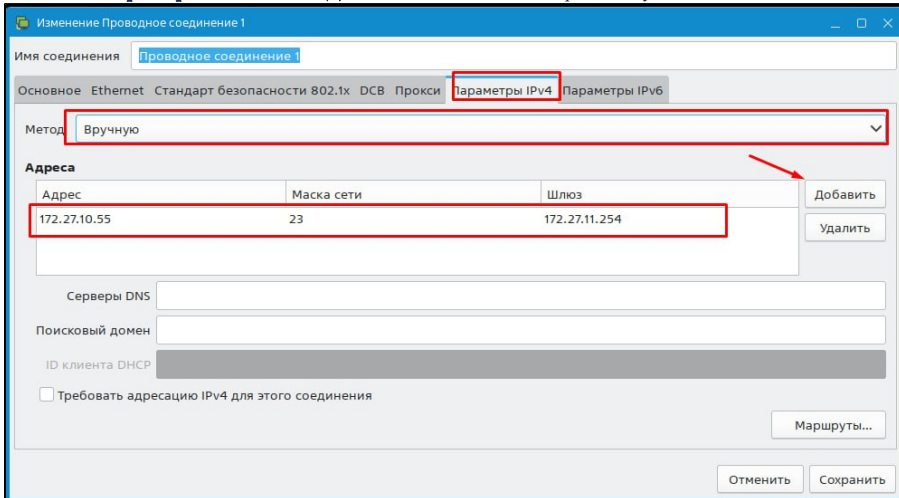 Изменение Проводное соединение 1
Имя соединения Проводное соединение 1
Основное Ethernet Стандарт безопасности 802.1x DCB Прокси Параметры IPv4 Параметры IPv6
Метод Вручную
Адреса
Адрес Маска сети Шлюз Добавить
172.27.10.55 23 172.27.11.254
Удалить
Серверы DNS
Поисковый домен
ID клиента DHCP
Требовать адресацию IPv4 для этого соединения
Маршруты...
Отменить Сохранить